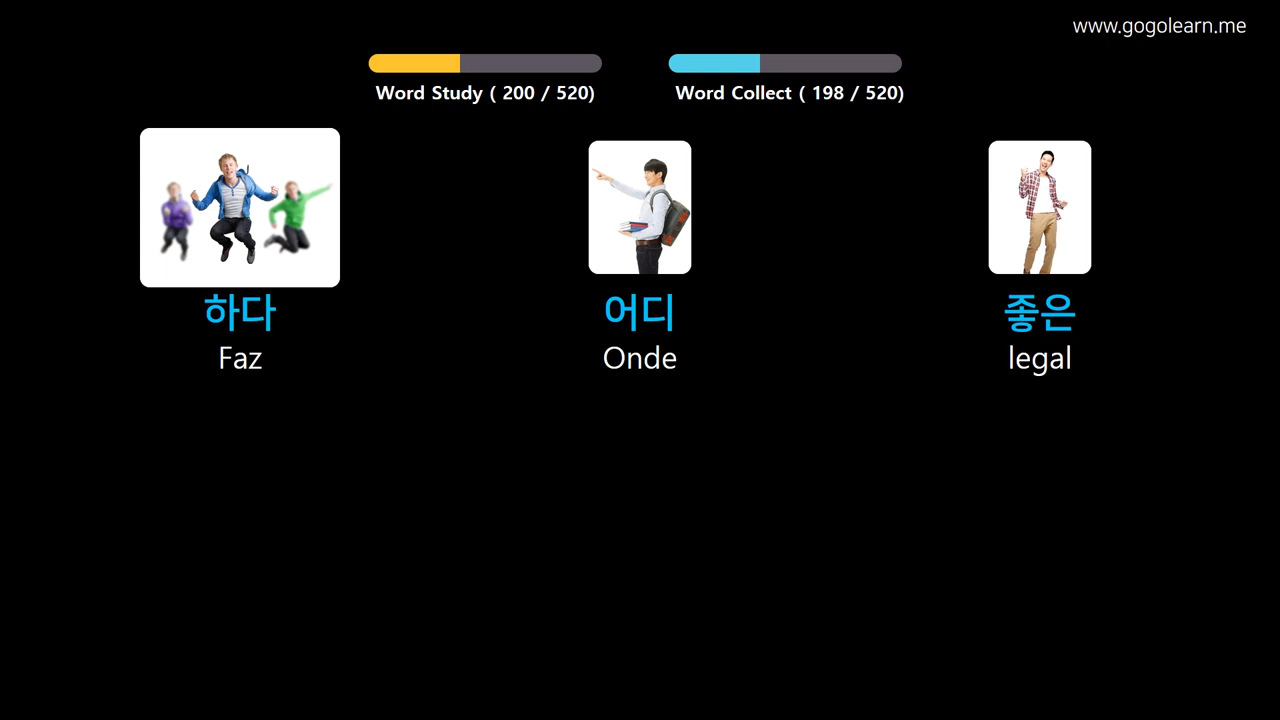 www.gogolearn.me
Word Study ( 200 / 520)
Word Collect ( 198 / 520)
하다
어디
좋은
Faz
Onde
legal